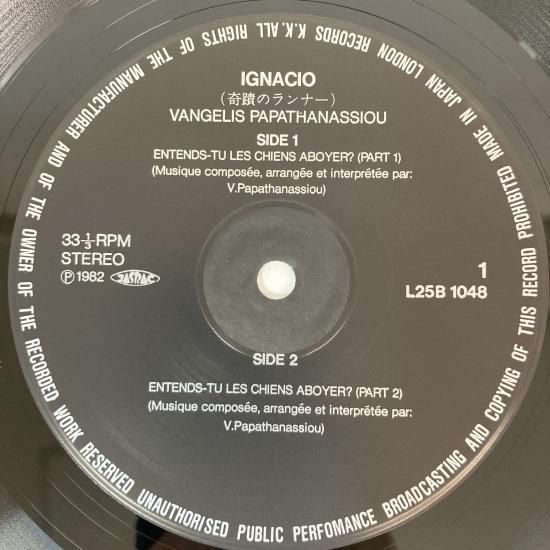 MADE IN JAPAN LONDON RECORDS K.K. ALL RIGHTS OF THE MANUFACTURER AND OF THE OWNER OF THE RECORDED WORK RESERVED UNAUTHORISED PUBLIC PERFOMANCE BROADCASTING AND COPYING OF THIS RECORD PROHIBITED
IGNACIO
(奇蹟のランナー)
VANGELIS PAPATHANASSIOU
SIDE 1
ENTENDS-TU LES CHIENS ABOYER? (PART 1)
(Musique composée, arrangée et interprétée par:
V.Papathanassiou)
33-1/3-RPM
STEREO
Ⓟ 1982 JASRAC
1
L25B 1048
SIDE 2
ENTENDS-TU LES CHIENS ABOYER? (PART 2)
(Musique composée, arrangée et interprétée par:
V.Papathanassiou)